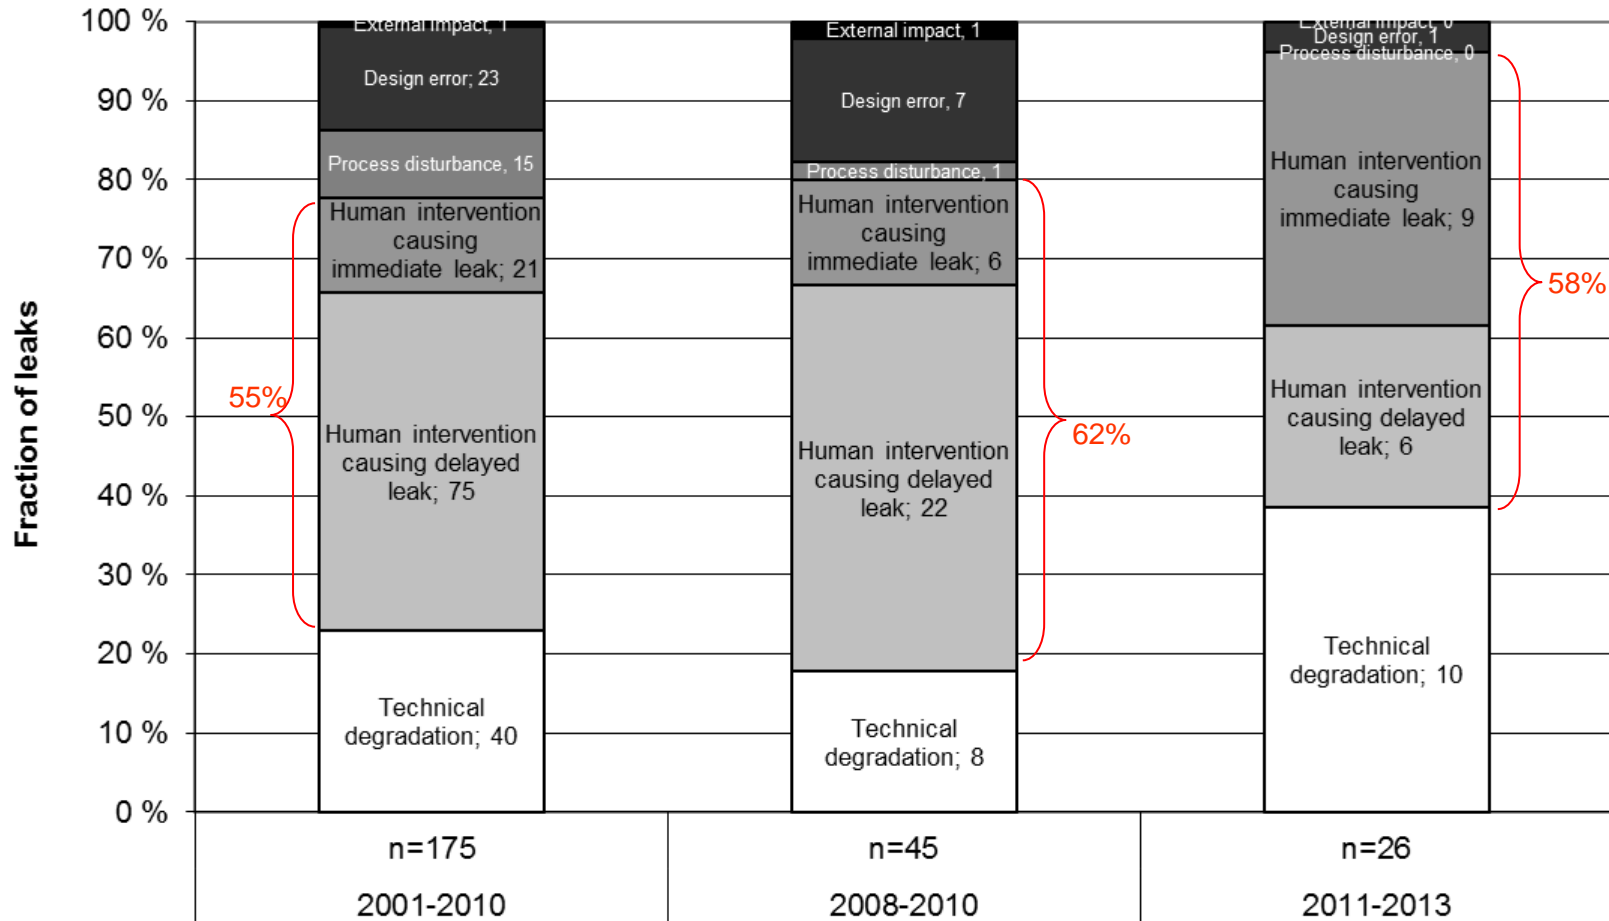 Fraction of leaks
100 %
90 %
80 %
70 %
60 %
50 %
40 %
30 %
20 %
10 %
0 %
External impact, 1
Design error; 23
Process disturbance, 15
Human intervention
causing
immediate leak; 21
Human intervention
causing delayed
leak; 75
Technical
degradation; 40
55%
External impact, 1
Design error, 7
Process disturbance, 1
Human intervention
causing
immediate leak; 6
Human intervention
causing delayed
leak; 22
Technical
degradation; 8
62%
External impact, 0
Design error, 1
Process disturbance, 0
Human intervention
causing
immediate leak; 9
Human intervention
causing delayed
leak; 6
Technical
degradation; 10
58%
n=175
n=45
n=26
2001-2010
2008-2010
2011-2013